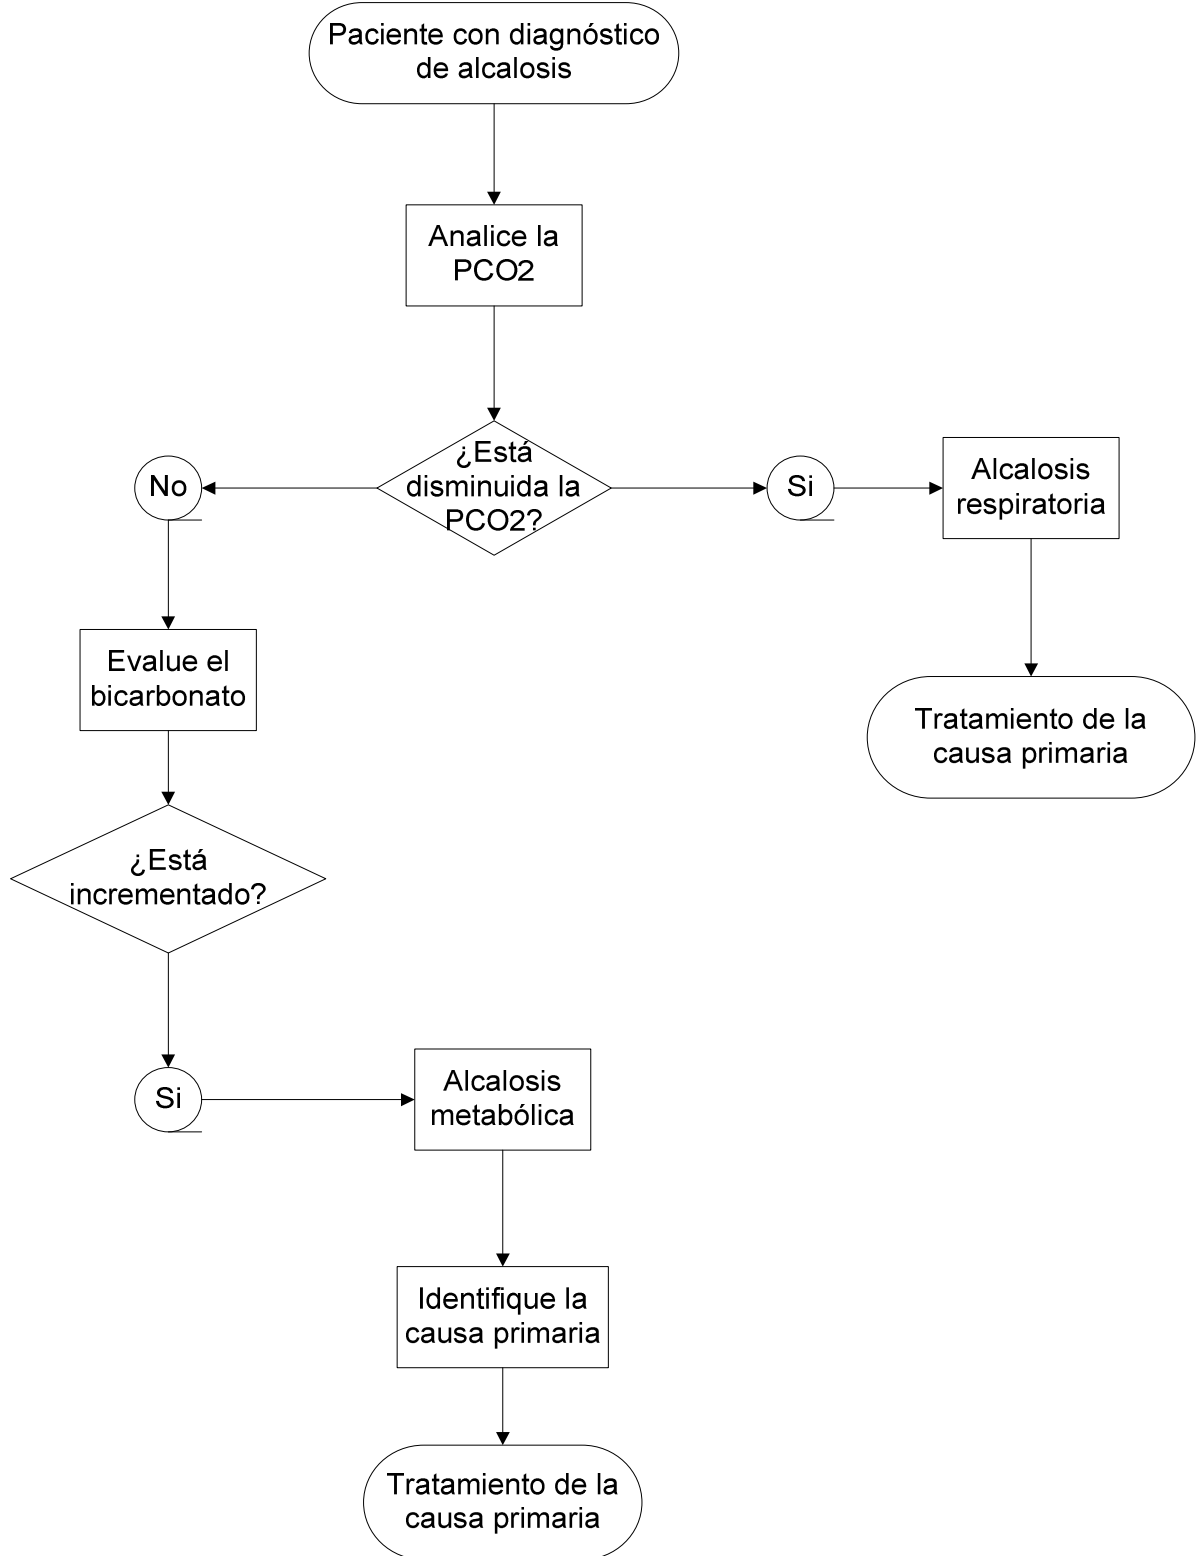 Paciente con diagnóstico
de alcalosis
Analice la
PCO2
¿Está
disminuida la
PCO2?
No
Si
Alcalosis
respiratoria
Evalue el
bicarbonato
Tratamiento de la
causa primaria
¿Está
incrementado?
Si
Alcalosis
metabólica
Identifique la
causa primaria
Tratamiento de la
causa primaria